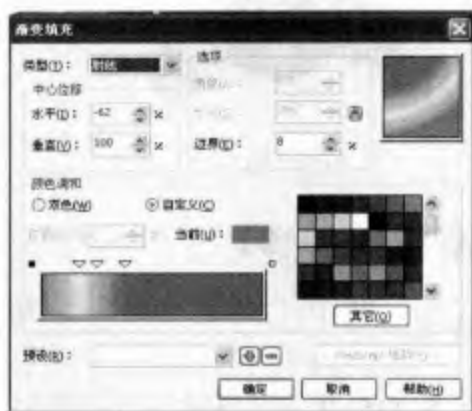 渐变填充
类型(T)： 射线
选项
中心位移
水平(I)： -62 %
垂直(V)： 100 %
边界(E)： 8 %
颜色调和
双色(W) 自定义(C)
当前(U)：
其它(O)
预设(R)：
确定 取消 帮助(H)